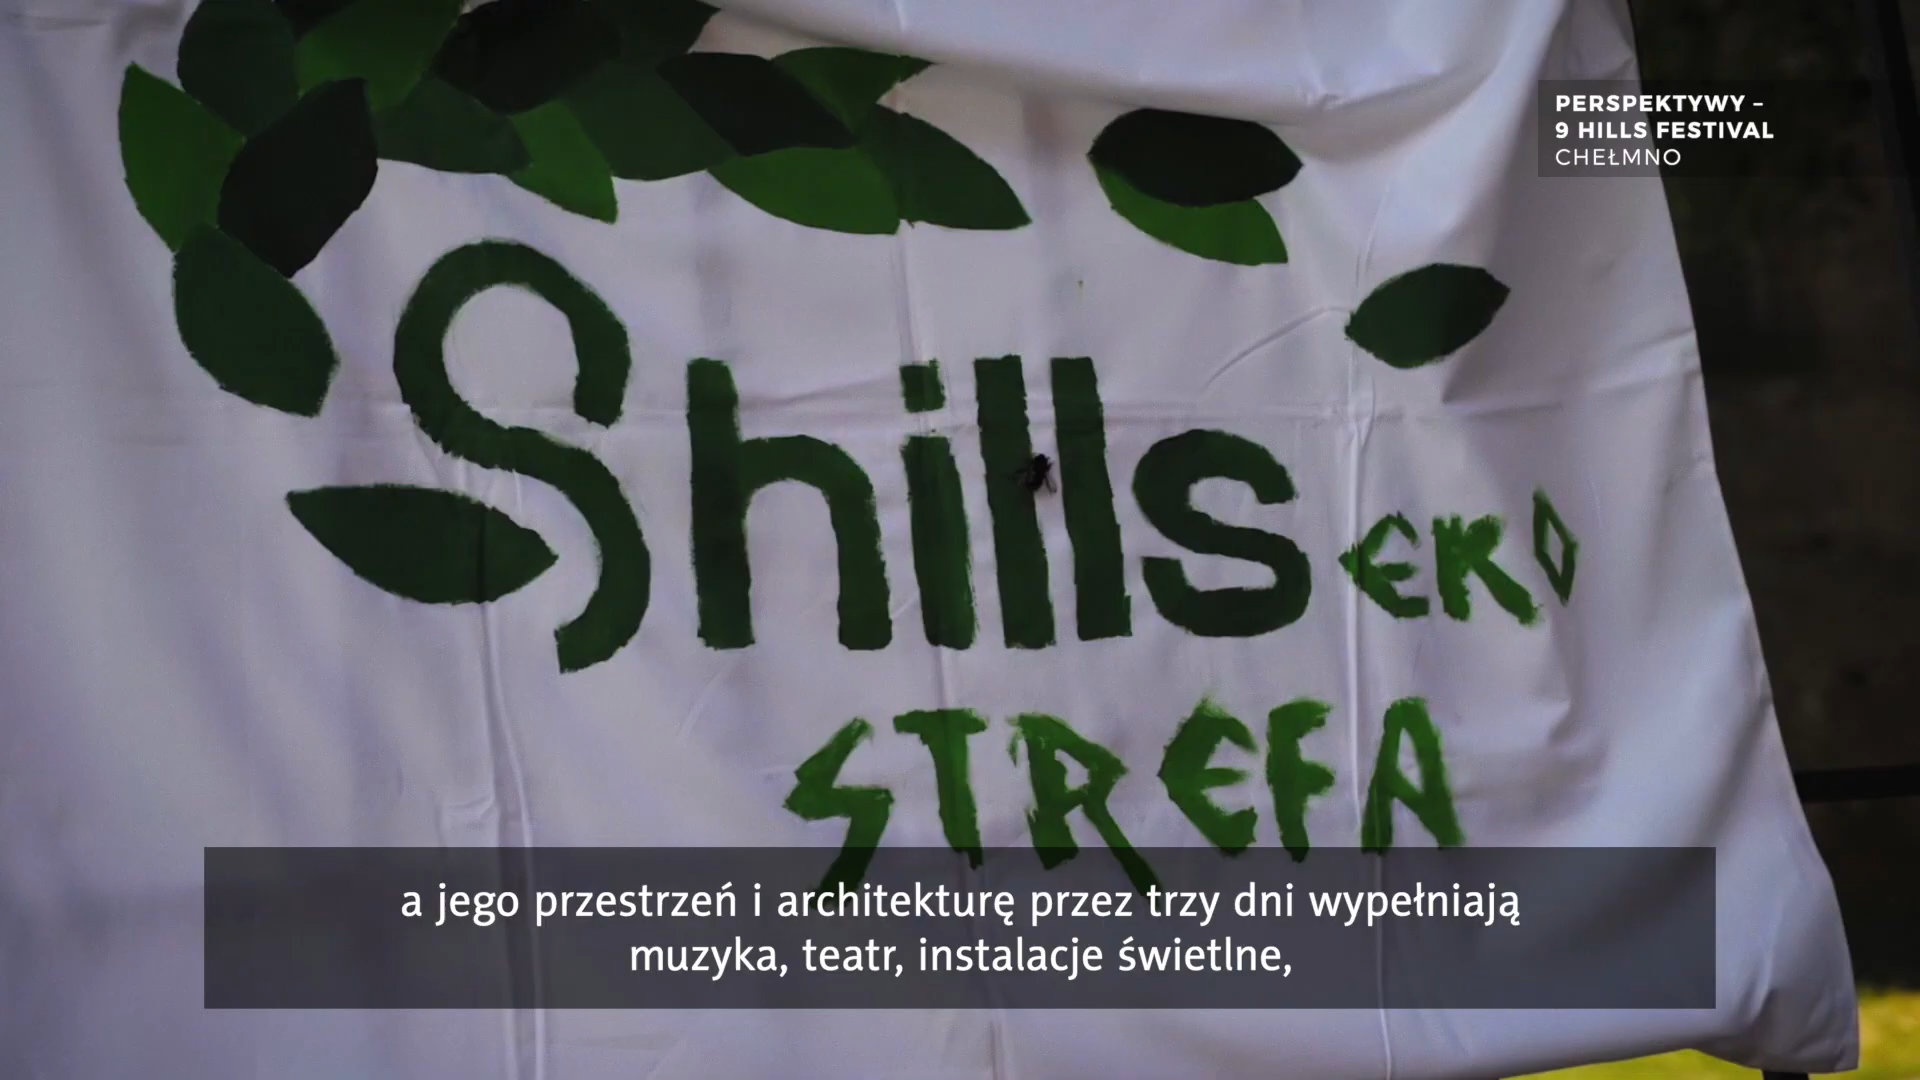 PERSPEKTYWY –
9 HILLS FESTIVAL
CHEŁMNO
9hills EKO
STREFA
a jego przestrzeń i architekturę przez trzy dni wypełniają
muzyka, teatr, instalacje świetlne,